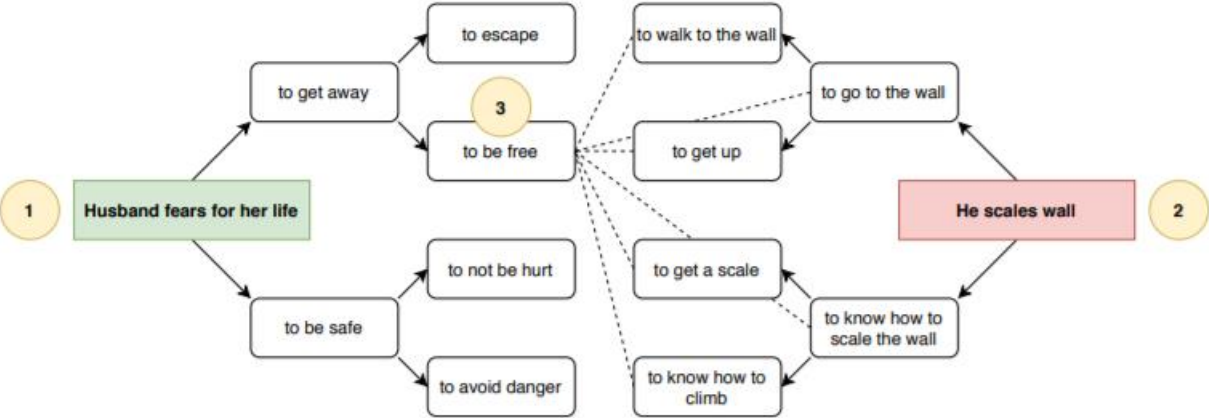 to escape
to walk to the wall
to get away
to go to the wall
3
to be free
to get up
1
Husband fears for her life
He scales wall
2
to not be hurt
to get a scale
to be safe
to know how to
scale the wall
to avoid danger
to know how to
climb